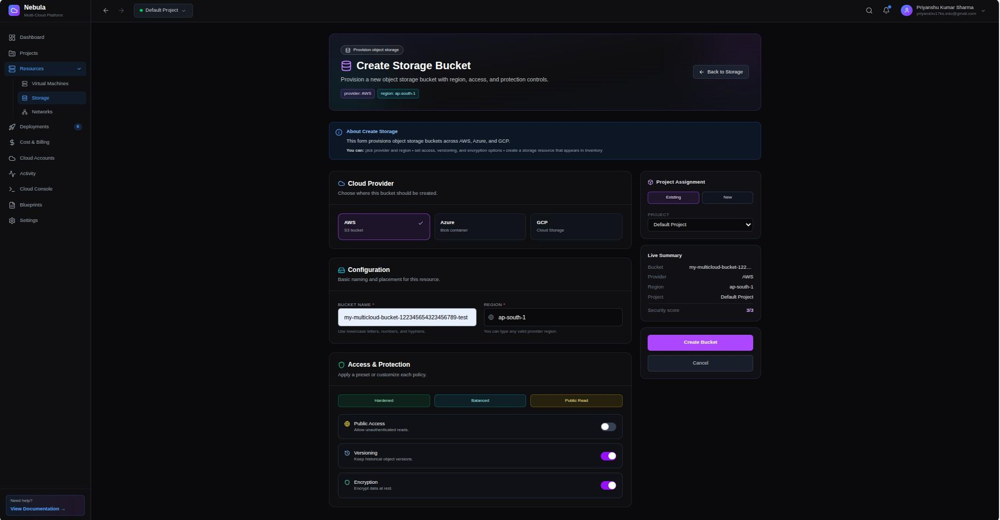 Nebula
Multi-Cloud Platform
Default Project
Priyanshu Kumar Sharma
priyanshu17ks.edu@gmail.com
Dashboard
Projects
Resources
Virtual Machines
Storage
Networks
Deployments 6
Cost & Billing
Cloud Accounts
Activity
Cloud Console
Blueprints
Settings
Need help?
View Documentation →
Provision object storage
Create Storage Bucket
Provision a new object storage bucket with region, access, and protection controls.
provider: AWS region: ap-south-1
Back to Storage
About Create Storage
This form provisions object storage buckets across AWS, Azure, and GCP.
You can: pick provider and region • set access, versioning, and encryption options • create a storage resource that appears in Inventory
Cloud Provider
Choose where this bucket should be created.
AWS
S3 bucket
Azure
Blob container
GCP
Cloud Storage
Configuration
Basic naming and placement for this resource.
BUCKET NAME *
my-multicloud-bucket-122345654323456789-test
Use lowercase letters, numbers, and hyphens.
REGION *
ap-south-1
You can type any valid provider region.
Access & Protection
Apply a preset or customize each policy.
Hardened
Balanced
Public Read
Public Access
Allow unauthenticated reads.
Versioning
Keep historical object versions.
Encryption
Encrypt data at rest.
Project Assignment
Existing
New
PROJECT
Default Project
Live Summary
Bucket my-multicloud-bucket-122…
Provider AWS
Region ap-south-1
Project Default Project
Security score 3/3
Create Bucket
Cancel